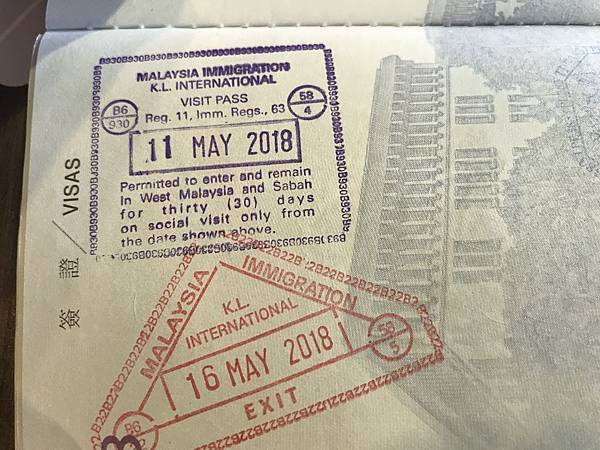 MALAYSIA IMMIGRATION
K.L. INTERNATIONAL
VISIT PASS
Reg. 11, Imm. Regs., 63
B6
930
58
4
11 MAY 2018
Permitted to enter and remain
in West Malaysia and Sabah
for thirty (30) days
on social visit only from
the date shown above.
簽證/VISAS
MALAYSIA IMMIGRATION
K.L.
INTERNATIONAL
16 MAY 2018
58
5
EXIT
B6